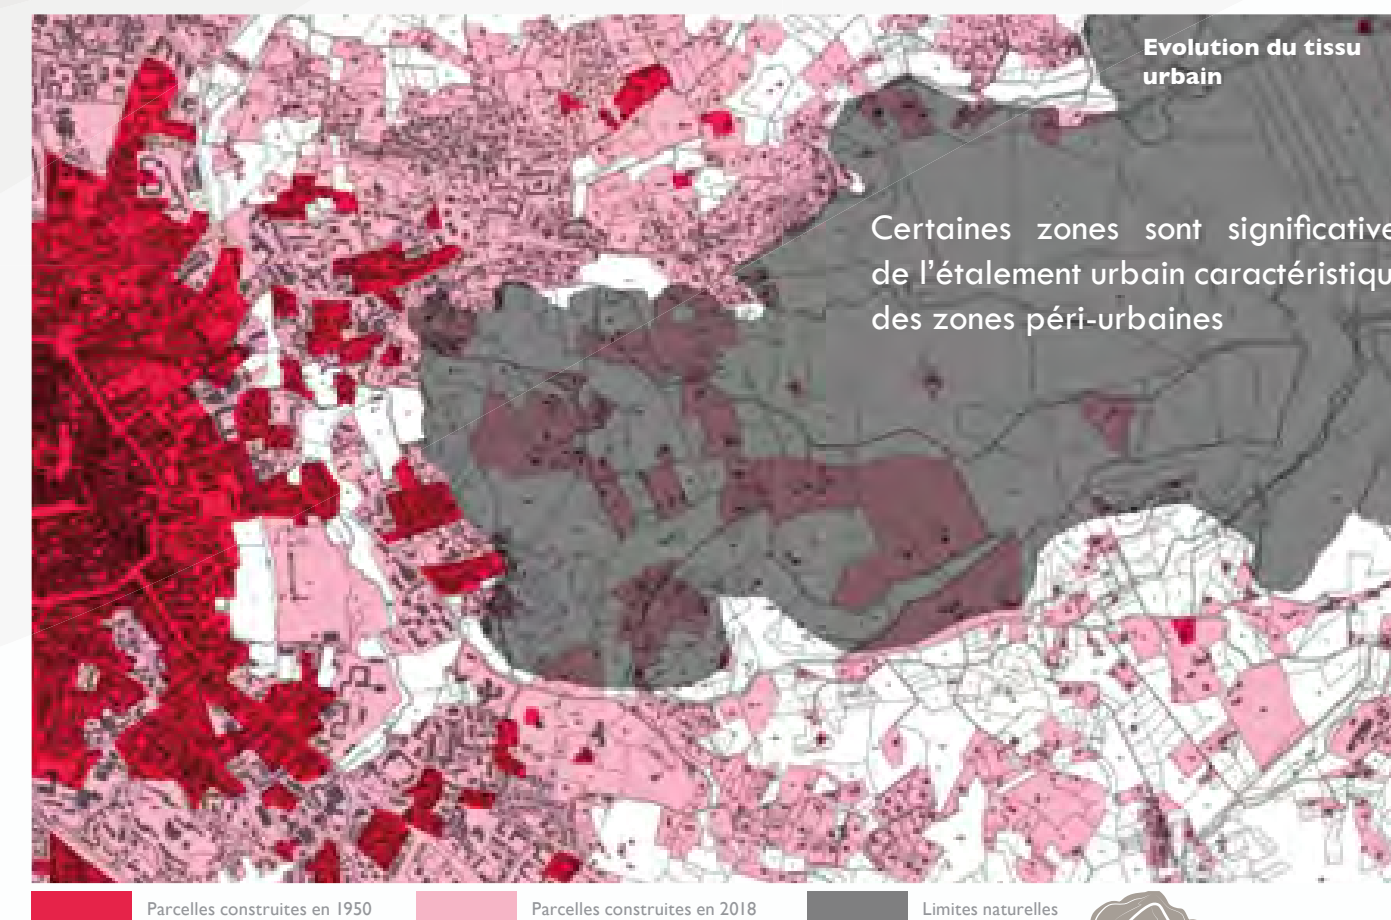 Evolution du tissu
urbain
Certaines zones sont significative
de l'étalement urbain caractéristiqu
des zones péri-urbaines
Parcelles construites en 1950
Parcelles construites en 2018
Limites naturelles